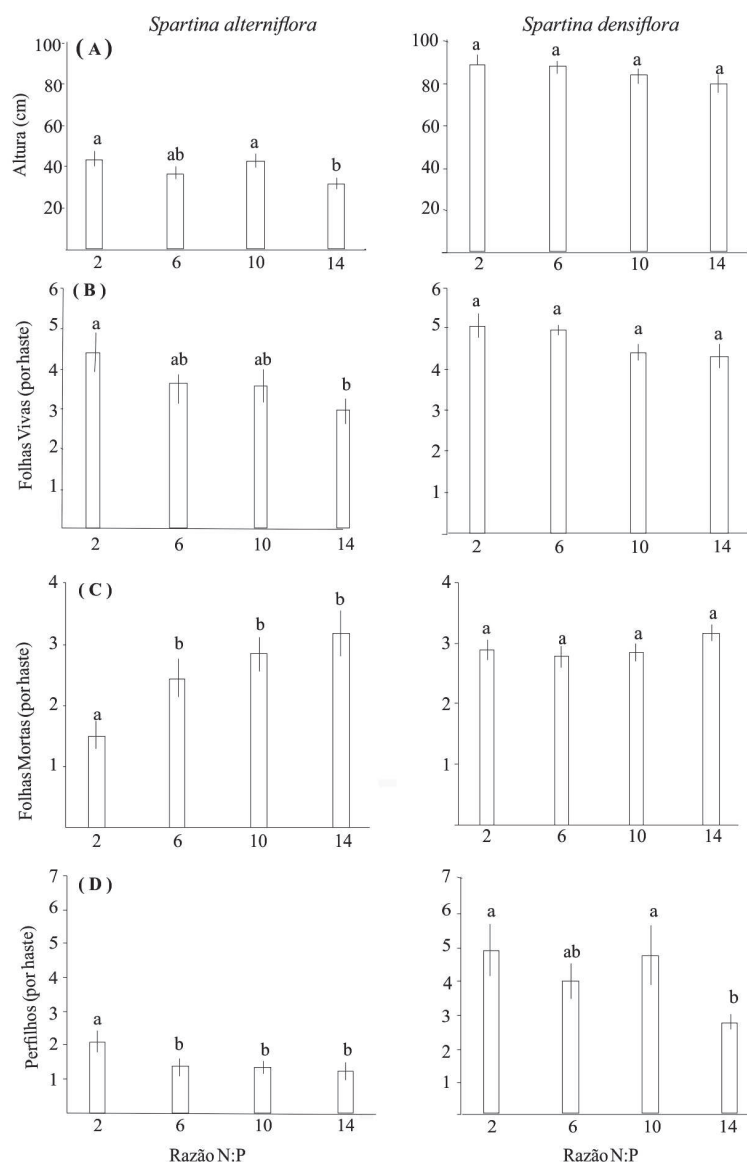 Spartina alterniflora
Spartina densiflora
( A )
Altura (cm)
100
80
60
40
20
a
ab
a
b
2
6
10
14
100
80
60
40
20
a
a
a
a
2
6
10
14
( B )
Folhas Vivas (por haste)
6
5
4
3
2
1
a
ab
ab
b
2
6
10
14
6
5
4
3
2
1
a
a
a
a
2
6
10
14
( C )
Folhas Mortas (por haste)
4
3
2
1
a
b
b
b
2
6
10
14
4
3
2
1
a
a
a
a
2
6
10
14
( D )
Perfilhos (por haste)
7
6
5
4
3
2
1
a
b
b
b
2
6
10
14
Razão N:P
7
6
5
4
3
2
1
a
ab
a
b
2
6
10
14
Razão N:P